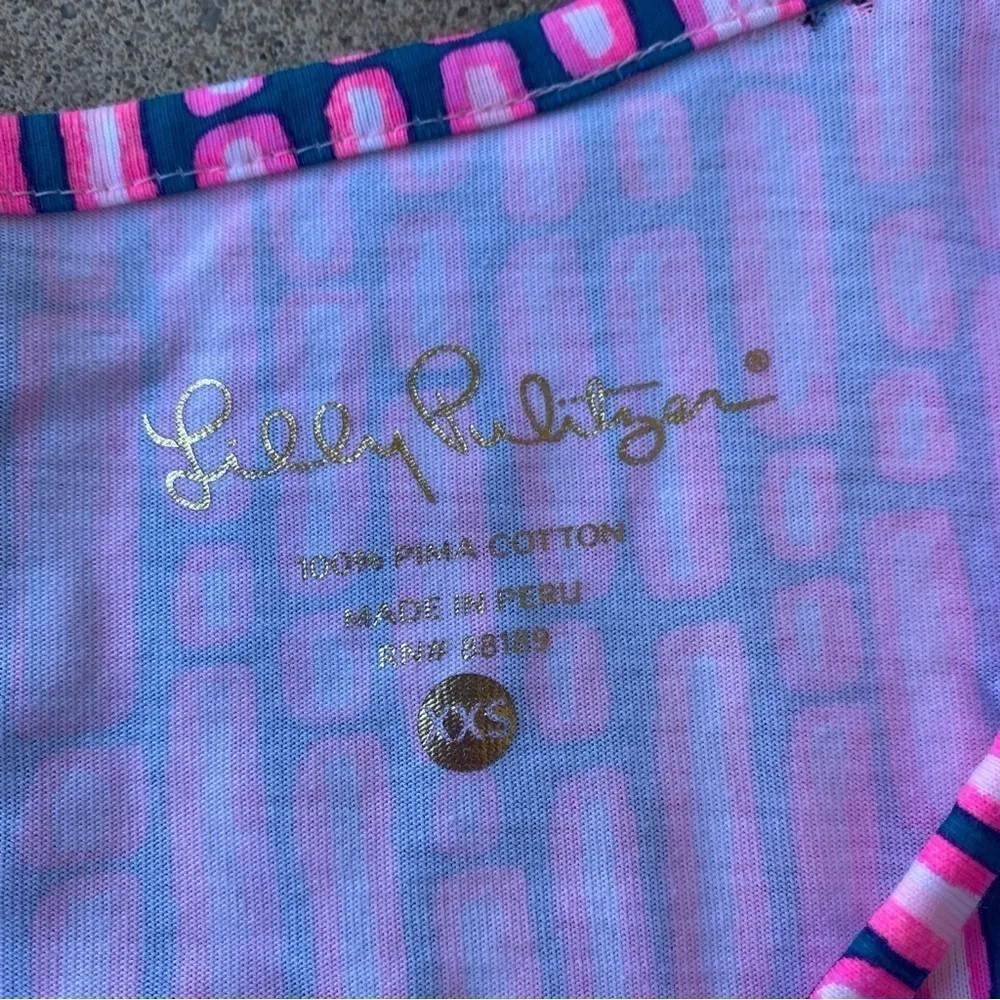 Lilly Pulitzer®
100% PIMA COTTON
MADE IN PERU
RN# 88189
XXS